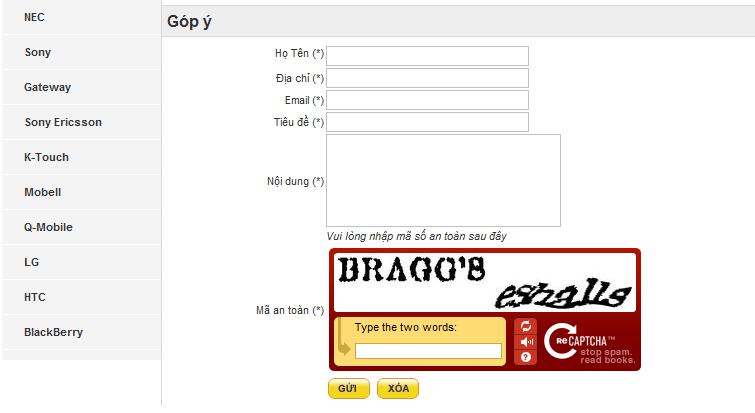 NEC
Sony
Gateway
Sony Ericsson
K-Touch
Mobell
Q-Mobile
LG
HTC
BlackBerry
Góp ý
Họ Tên (*)
Địa chỉ (*)
Email (*)
Tiêu đề (*)
Nội dung (*)
Vui lòng nhập mã số an toàn sau đây
Mã an toàn (*)
BRAGG'S
Type the two words:
reCAPTCHA™
stop spam.
read books.
GỬI XÓA